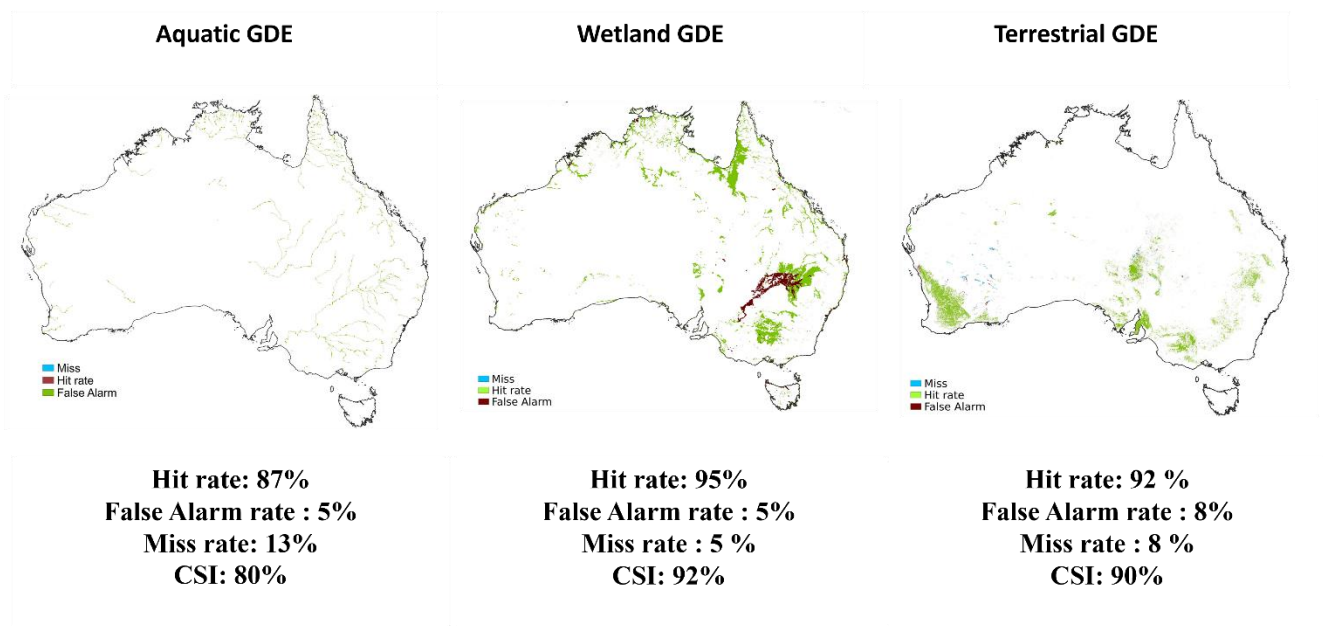 Aquatic GDE
Wetland GDE
Terrestrial GDE
Miss
Hit rate
False Alarm
Miss
Hit rate
False Alarm
Miss
Hit rate
False Alarm
Hit rate: 87%
False Alarm rate : 5%
Miss rate: 13%
CSI: 80%
Hit rate: 95%
False Alarm rate : 5%
Miss rate : 5 %
CSI: 92%
Hit rate: 92 %
False Alarm rate : 8%
Miss rate : 8 %
CSI: 90%